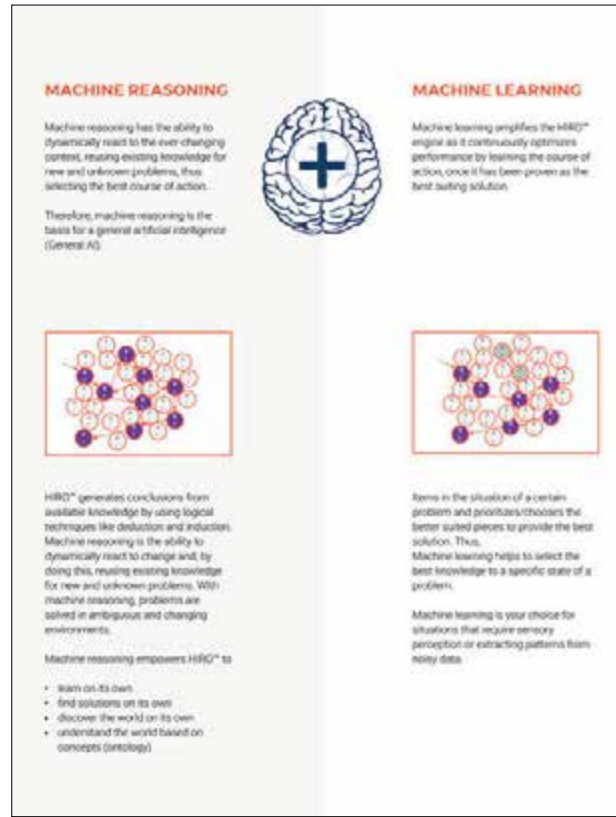 MACHINE REASONING
Machine reasoning has the ability to
dynamically react to the ever-changing
context, reusing existing knowledge for
new and unknown problems, thus
selecting the best course of action.
Therefore, machine reasoning is the
basis for a general artificial intelligence
(General AI).
HIRO™ generates conclusions from
available knowledge by using logical
techniques like deduction and induction.
Machine reasoning is the ability to
dynamically react to change and, by
doing this, reusing existing knowledge
for new and unknown problems. With
machine reasoning, problems are
solved in ambiguous and changing
environments.
Machine reasoning empowers HIRO™ to
• learn on its own
• find solutions on its own
• discover the world on its own
• understand the world based on
concepts (ontology)
MACHINE LEARNING
Machine learning amplifies the HIRO™
engine as it continuously optimizes
performance by learning the course of
action, once it has been proven as the
best suiting solution.
Items in the situation of a certain
problem and prioritizes/chooses the
better suited pieces to provide the best
solution. Thus,
Machine learning helps to select the
best knowledge to a specific state of a
problem.
Machine learning is your choice for
situations that require sensory
perception or extracting patterns from
noisy data.